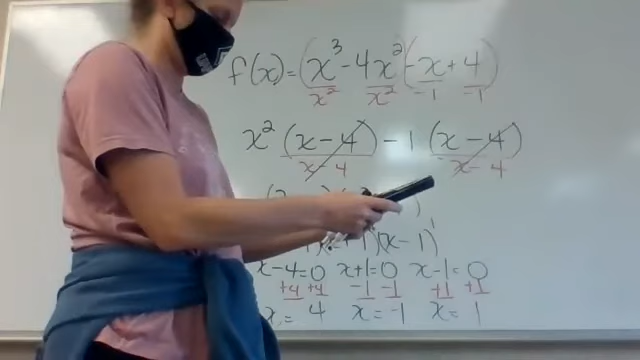 f(x) = (x³ - 4x²)(-x + 4)
x² x² -1 -1
x² (x - 4) - 1 (x - 4)
x - 4 x - 4
)(x - 1)
x - 4 = 0 x + 1 = 0 x - 1 = 0
+4 +4 -1 -1 +1 +1
x = 4 x = -1 x = 1